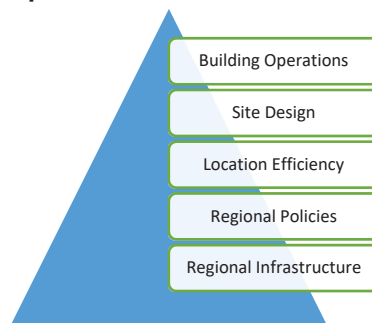 Building Operations
Site Design
Location Efficiency
Regional Policies
Regional Infrastructure